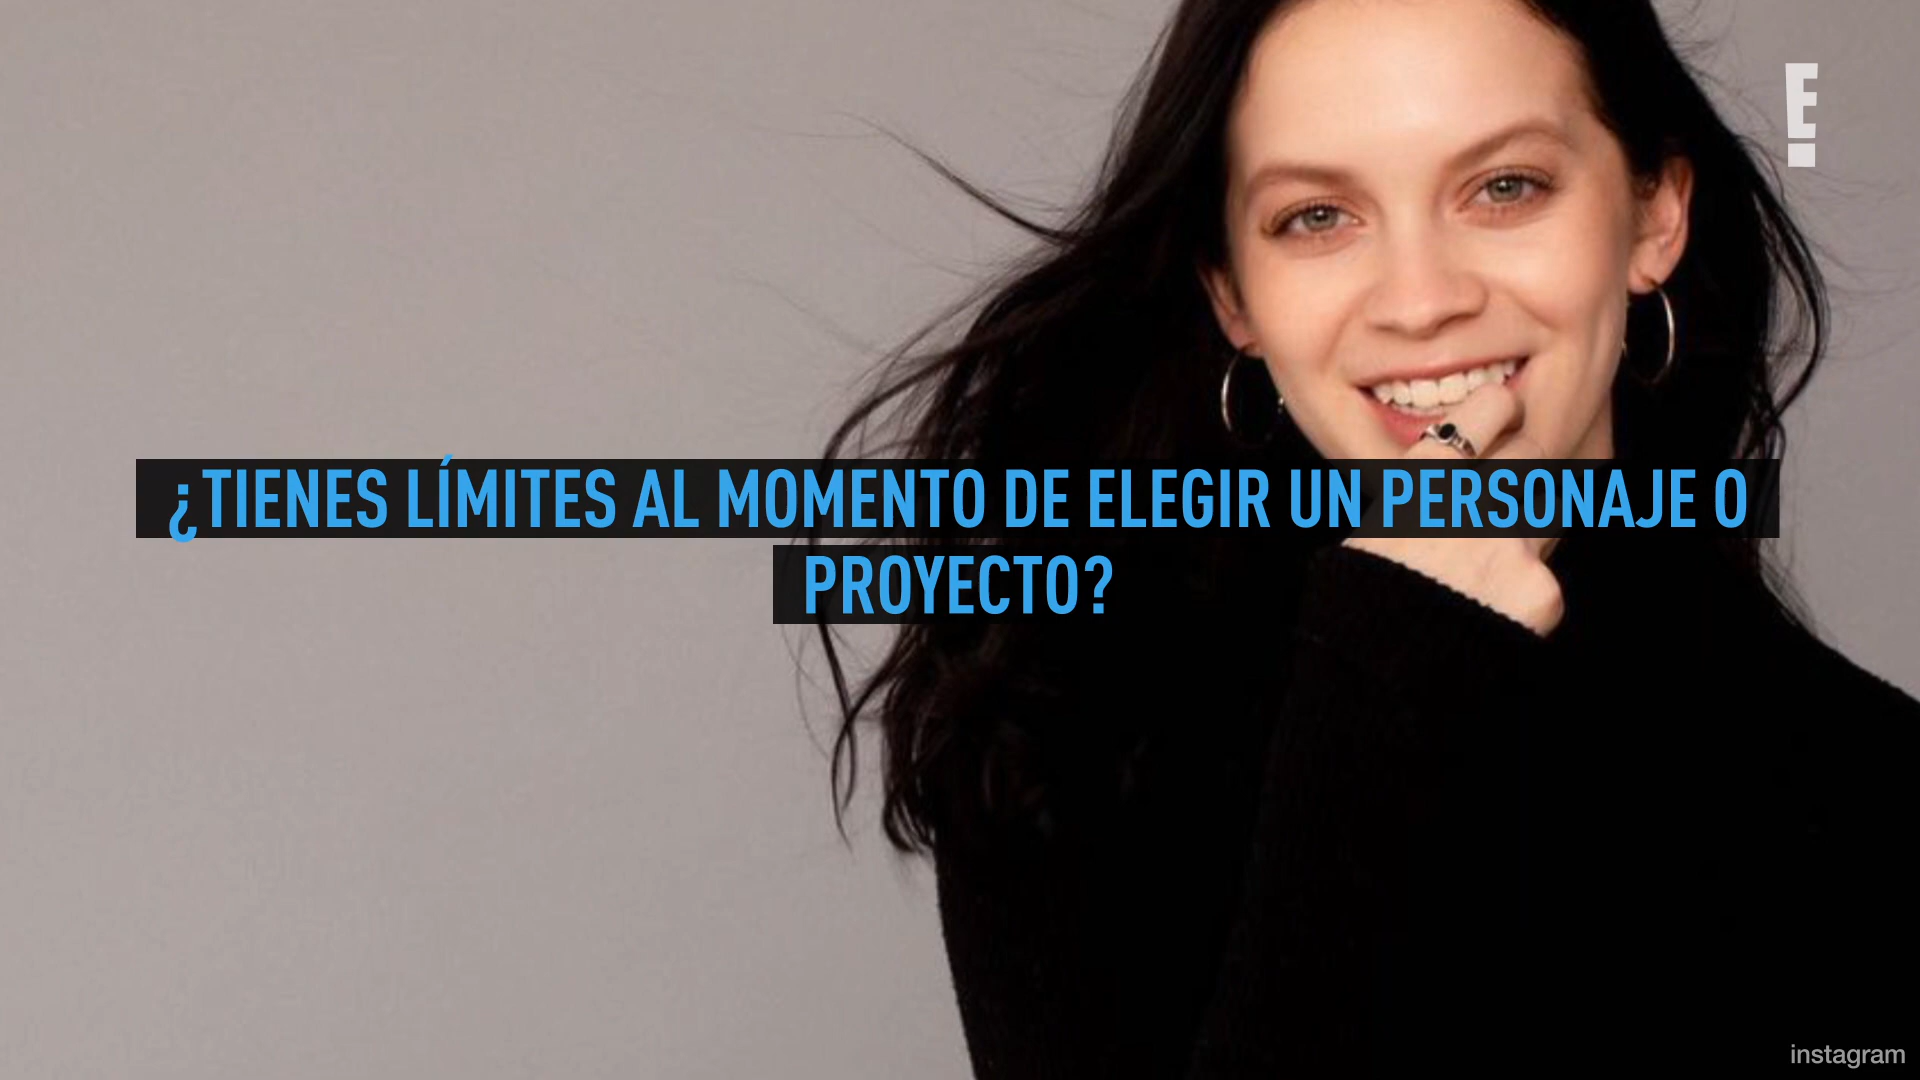 E!
¿TIENES LÍMITES AL MOMENTO DE ELEGIR UN PERSONAJE O
PROYECTO?
instagram